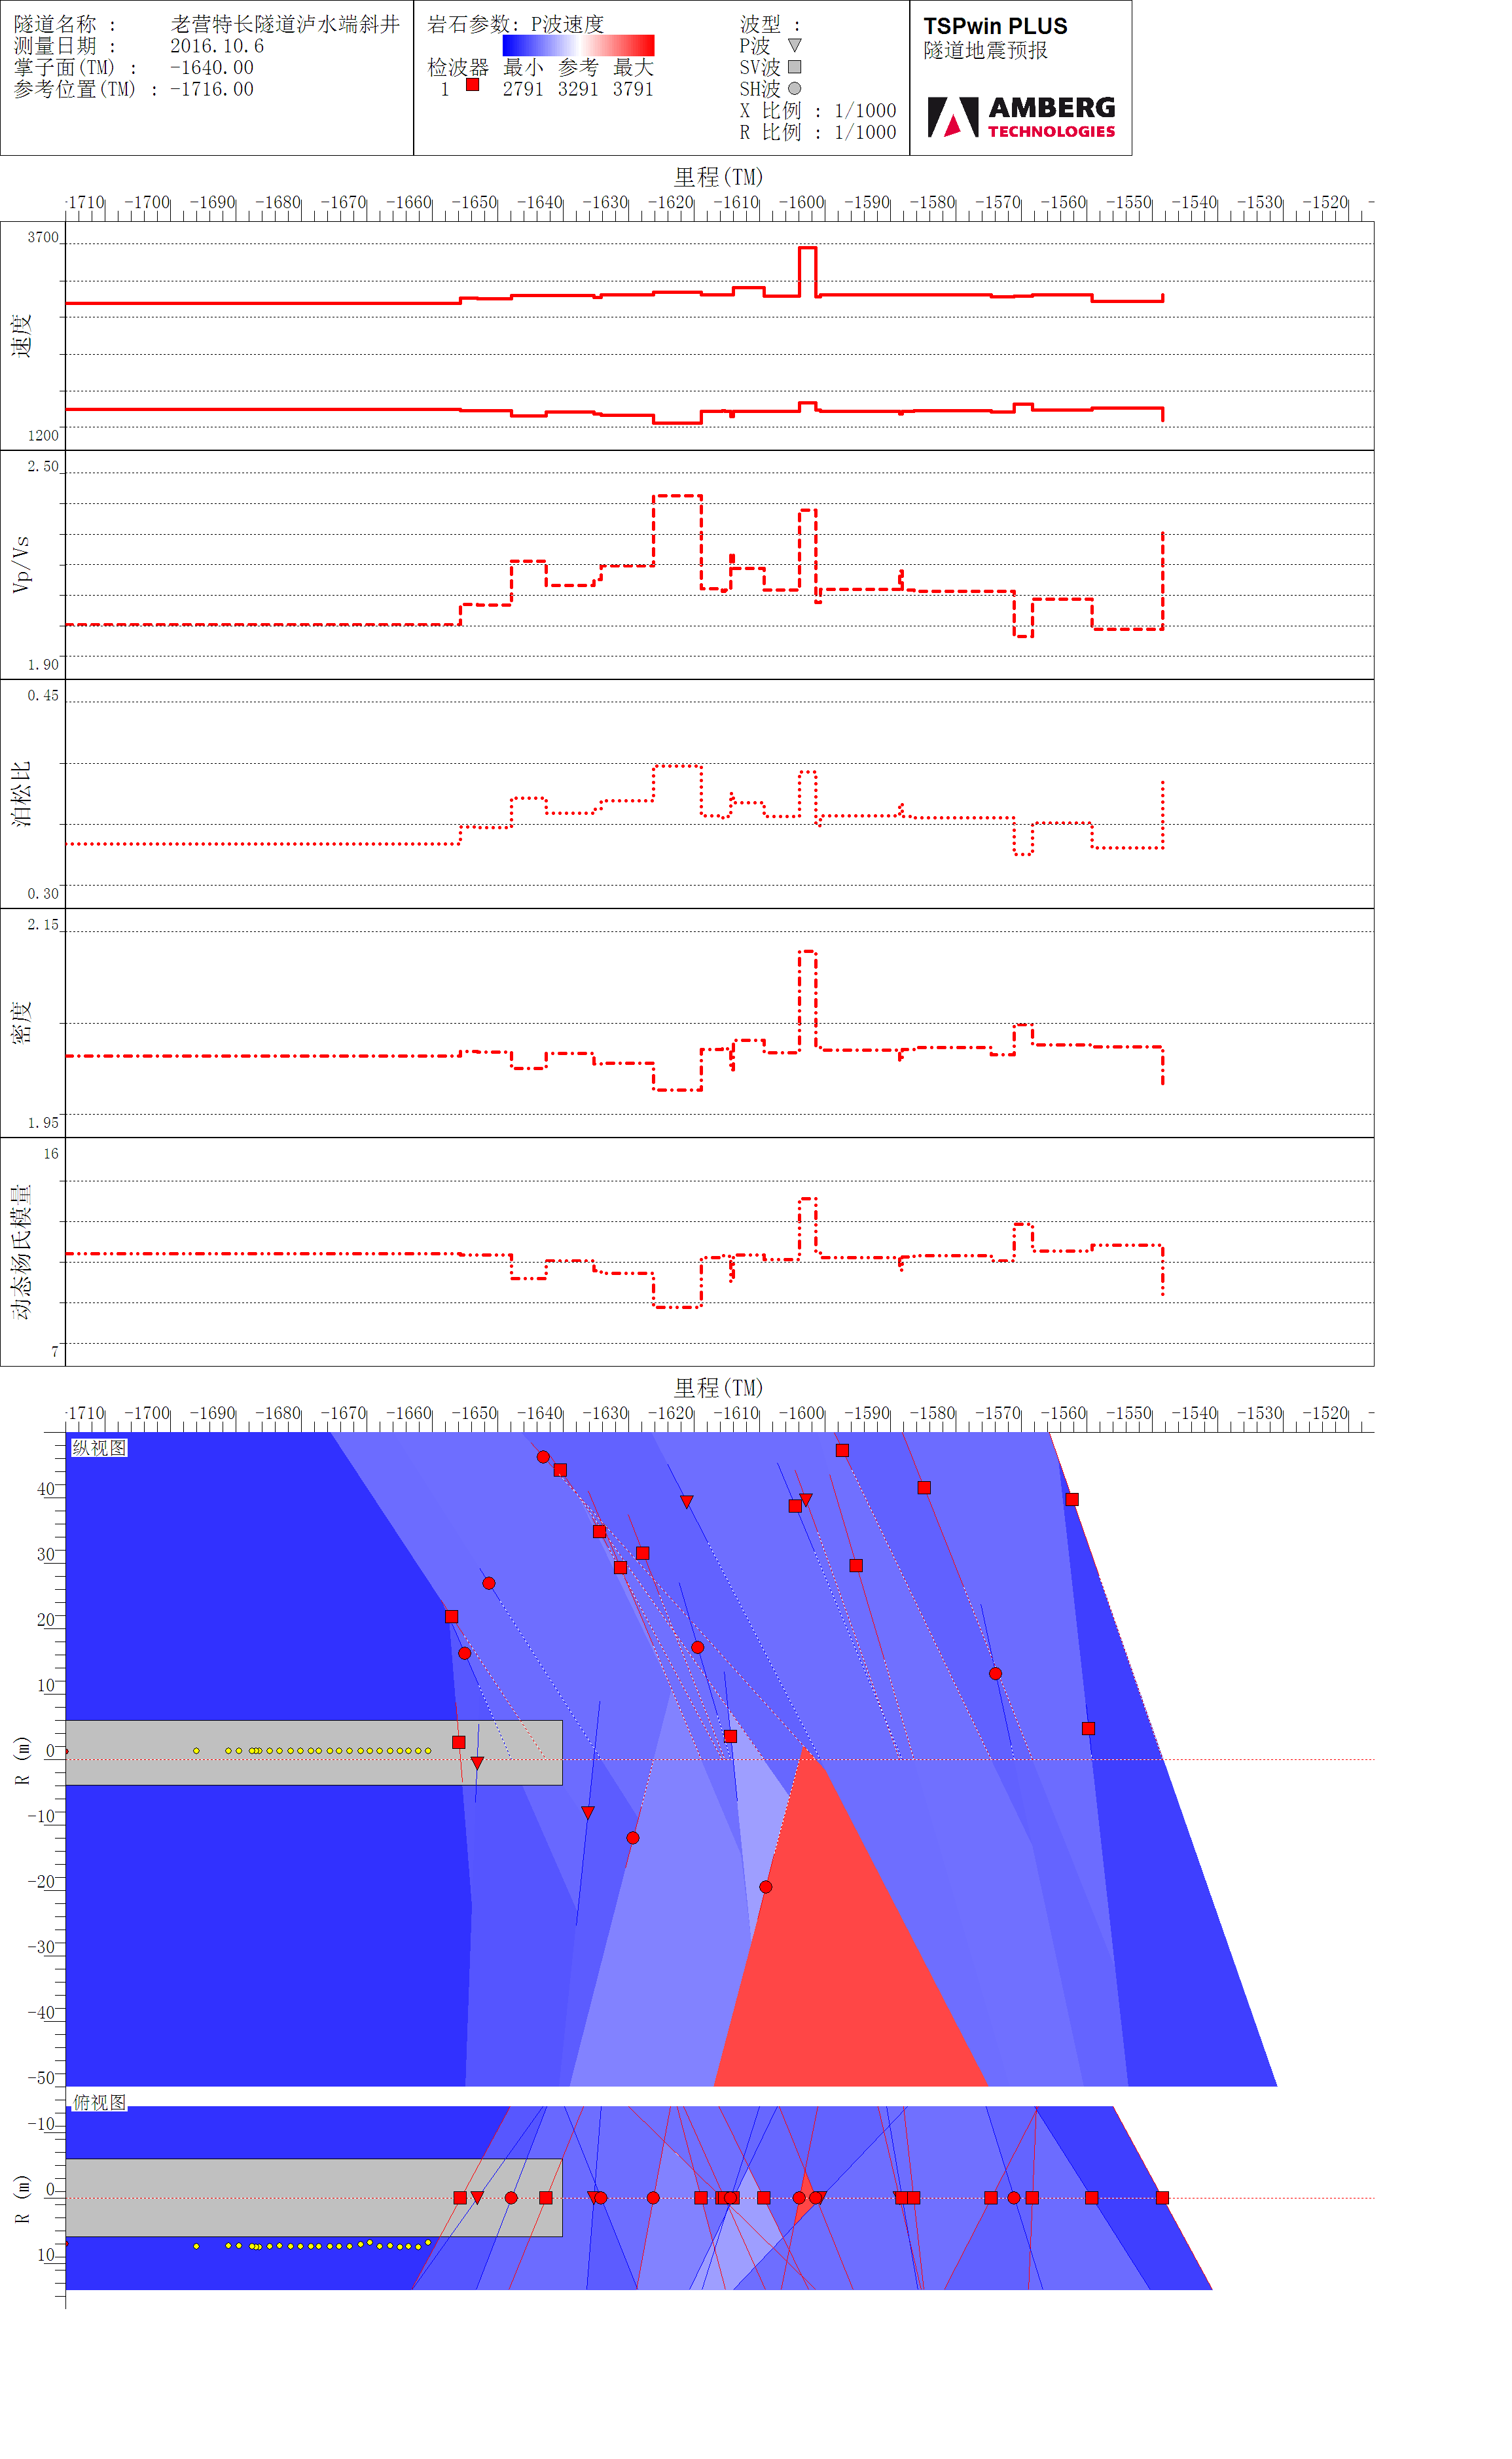 隧道名称 : 老营特长隧道泸水端斜井
测量日期 : 2016.10.6
掌子面(TM) : -1640.00
参考位置(TM) : -1716.00
岩石参数: P波速度
检波器 最小 参考 最大
1 2791 3291 3791
波型 :
P波
SV波
SH波
X 比例 : 1/1000
R 比例 : 1/1000
TSPwin PLUS
隧道地震预报
AMBERG
TECHNOLOGIES
里程(TM)
-1710 -1700 -1690 -1680 -1670 -1660 -1650 -1640 -1630 -1620 -1610 -1600 -1590 -1580 -1570 -1560 -1550 -1540 -1530 -1520 -
3700
速度
1200
2.50
Vp/Vs
1.90
0.45
泊松比
0.30
2.15
密度
1.95
16
动态杨氏模量
7
里程(TM)
-1710 -1700 -1690 -1680 -1670 -1660 -1650 -1640 -1630 -1620 -1610 -1600 -1590 -1580 -1570 -1560 -1550 -1540 -1530 -1520 -
纵视图
40
30
20
10
0
R (m)
-10
-20
-30
-40
-50
俯视图
-10
0
R (m)
10